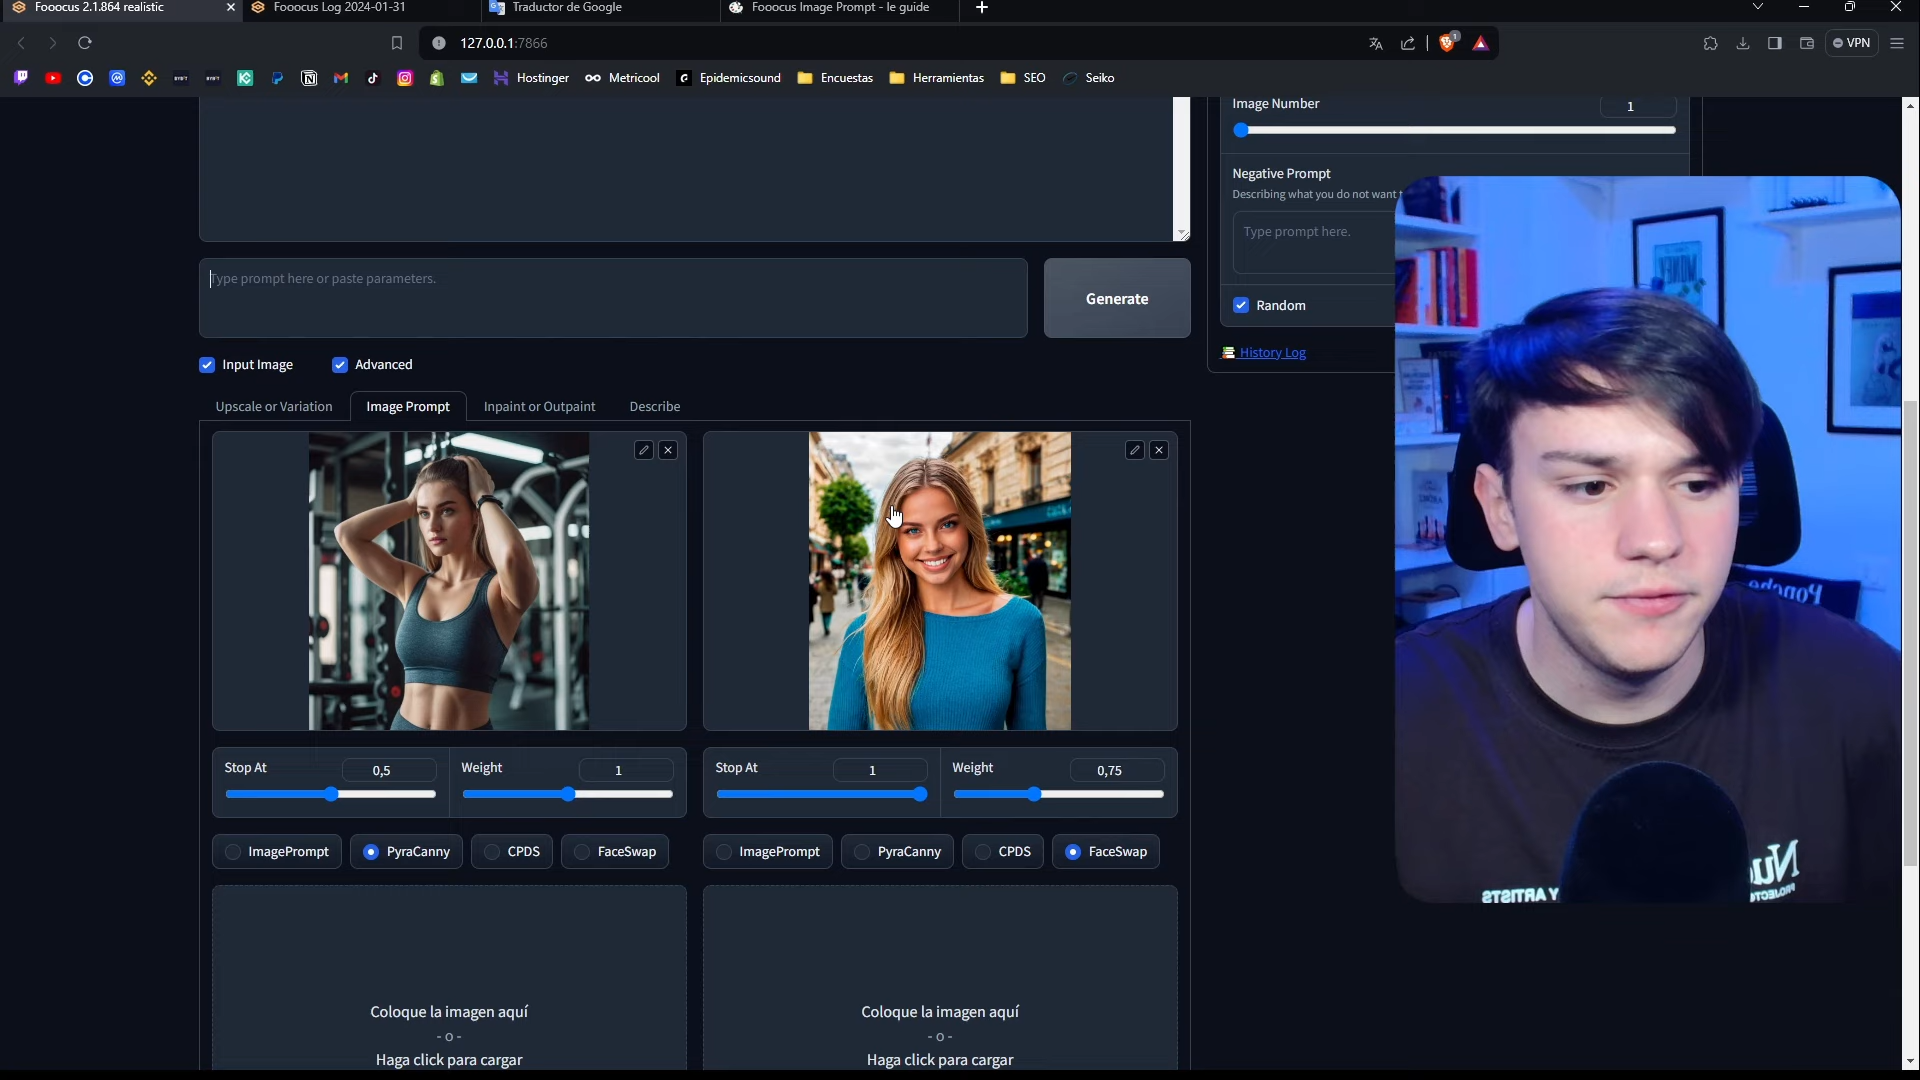 Fooocus 2.1.864 realistic
Fooocus Log 2024-01-31
Traductor de Google
Fooocus Image Prompt - le guide
127.0.0.1:7866
1
VPN
Hostinger
Metricool
Epidemicsound
Encuestas
Herramientas
SEO
Seiko
Image Number
1
Negative Prompt
Describing what you do not want t
Type prompt here.
Random
History Log
Type prompt here or paste parameters.
Generate
Input Image
Advanced
Upscale or Variation
Image Prompt
Inpaint or Outpaint
Describe
Stop At
0,5
Weight
1
Stop At
1
Weight
0,75
ImagePrompt
PyraCanny
CPDS
FaceSwap
ImagePrompt
PyraCanny
CPDS
FaceSwap
Coloque la imagen aquí
- o -
Haga click para cargar
Coloque la imagen aquí
- o -
Haga click para cargar